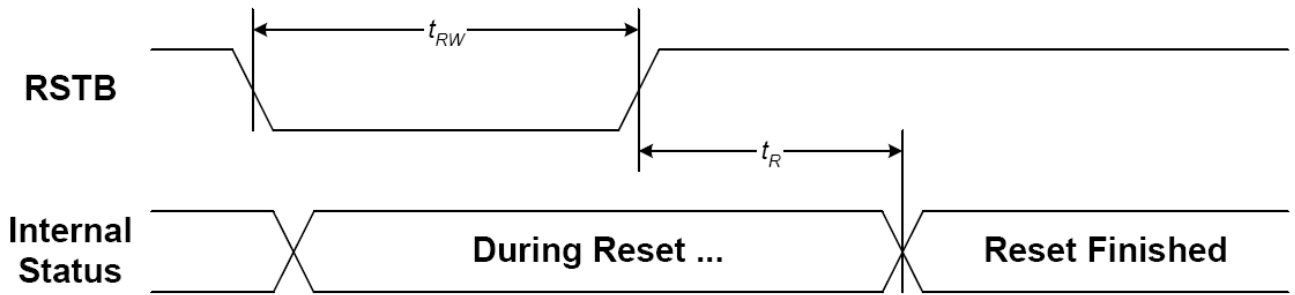 t_RW
RSTB
t_R
Internal
Status
During Reset ...
Reset Finished